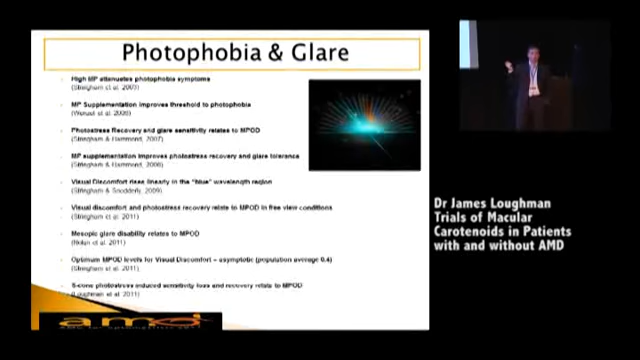 Photophobia & Glare
High MP attenuates photophobia symptoms
(Stringham et al. 2003)
MP Supplementation improves threshold to photophobia
(Wenzel et al. 2006)
Photostress Recovery and glare sensitivity relates to MPOD
(Stringham & Hammond, 2007)
MP supplementation improves photostress recovery and glare tolerance
(Stringham & Hammond, 2008)
Visual Discomfort rises linearly in the "blue" wavelength region
(Stringham & Snodderly, 2009)
Visual discomfort and photostress recovery relate to MPOD in free view conditions
(Stringham et al. 2011)
Mesopic glare disability relates to MPOD
(Nolan et al. 2011)
Optimum MPOD levels for Visual Discomfort – asymptotic (population average 0.4)
(Stringham et al. 2011)
S-cone photostress induced sensitivity loss and recovery relate to MPOD
(Loughman et al. 2011)
amd
Dr James Loughman
Trials of Macular
Carotenoids in Patients
with and without AMD